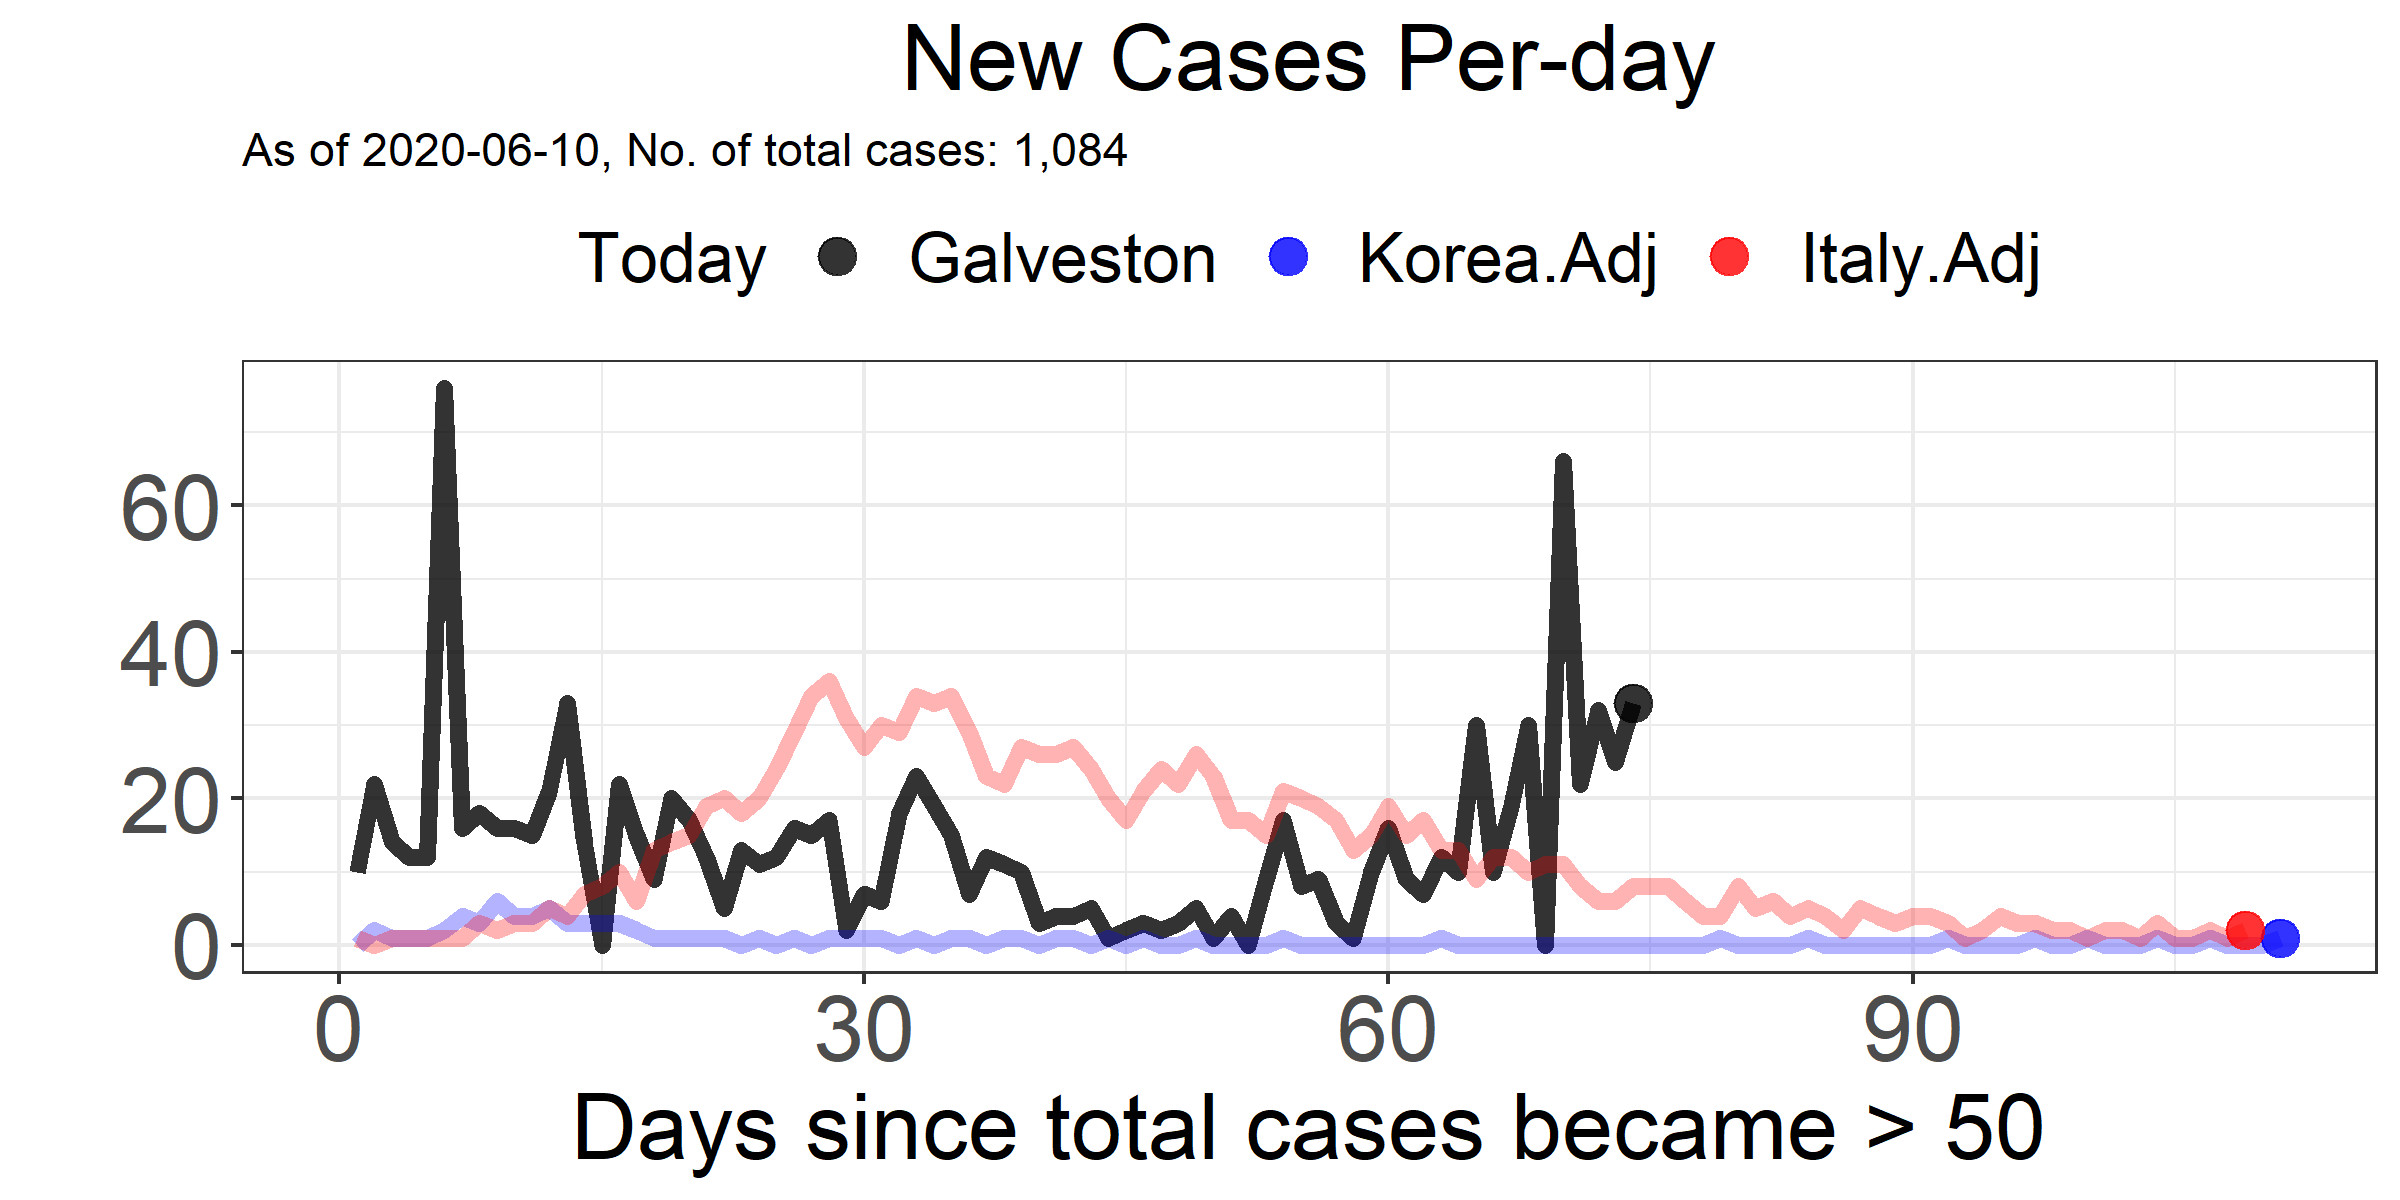 New Cases Per-day
As of 2020-06-10, No. of total cases: 1,084
Today Galveston Korea.Adj Italy.Adj
60
40
20
0
0 30 60 90
Days since total cases became > 50